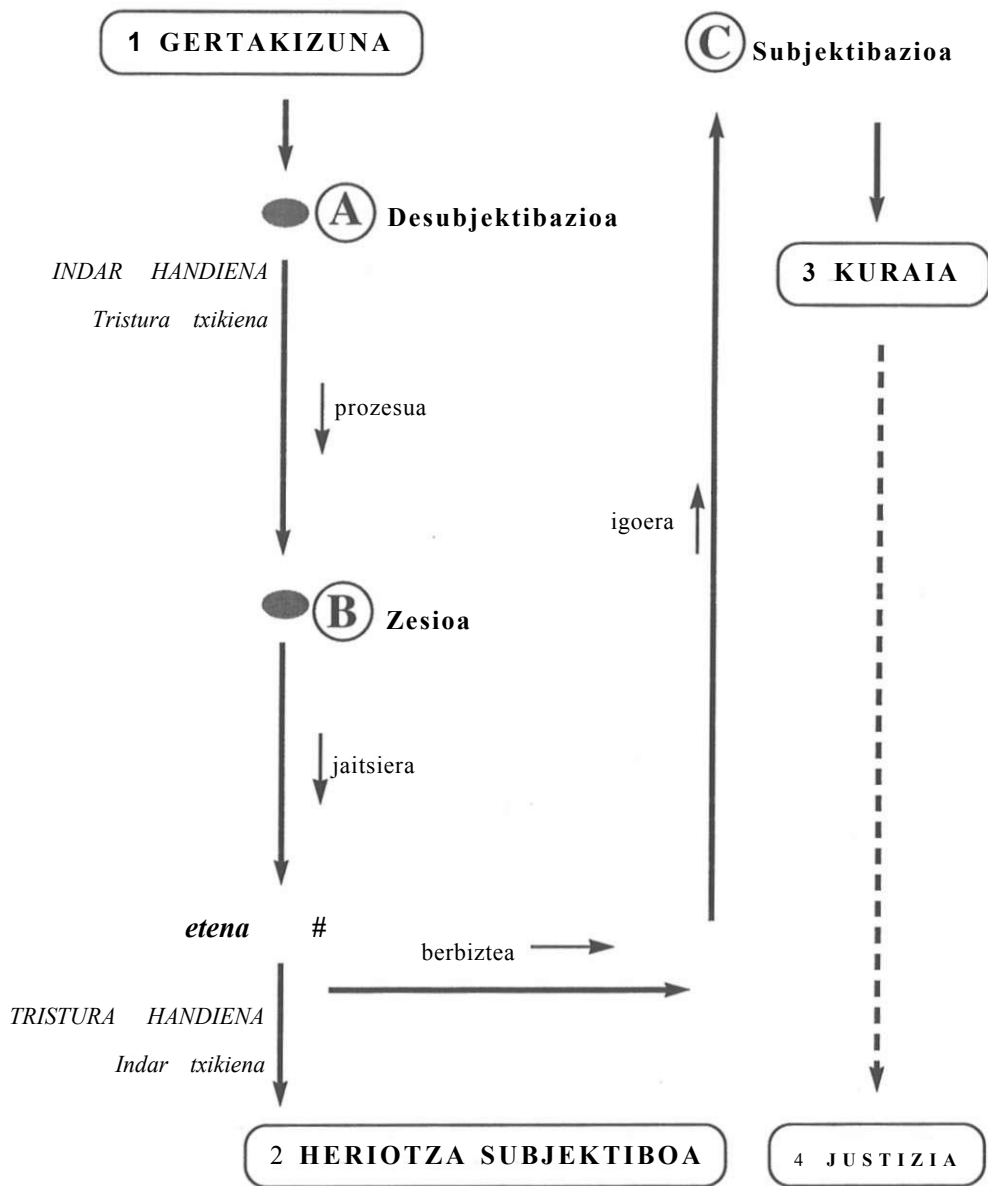 1 GERTAKIZUNA
C Subjektibazioa
A Desubjektibazioa
INDAR HANDIENA
Tristura txikiena
3 KURAIA
prozesua
igoera
B Zesioa
jaitsiera
etena #
berbiztea
TRISTURA HANDIENA
Indar txikiena
2 HERIOTZA SUBJEKTIBOA
4 JUSTIZIA